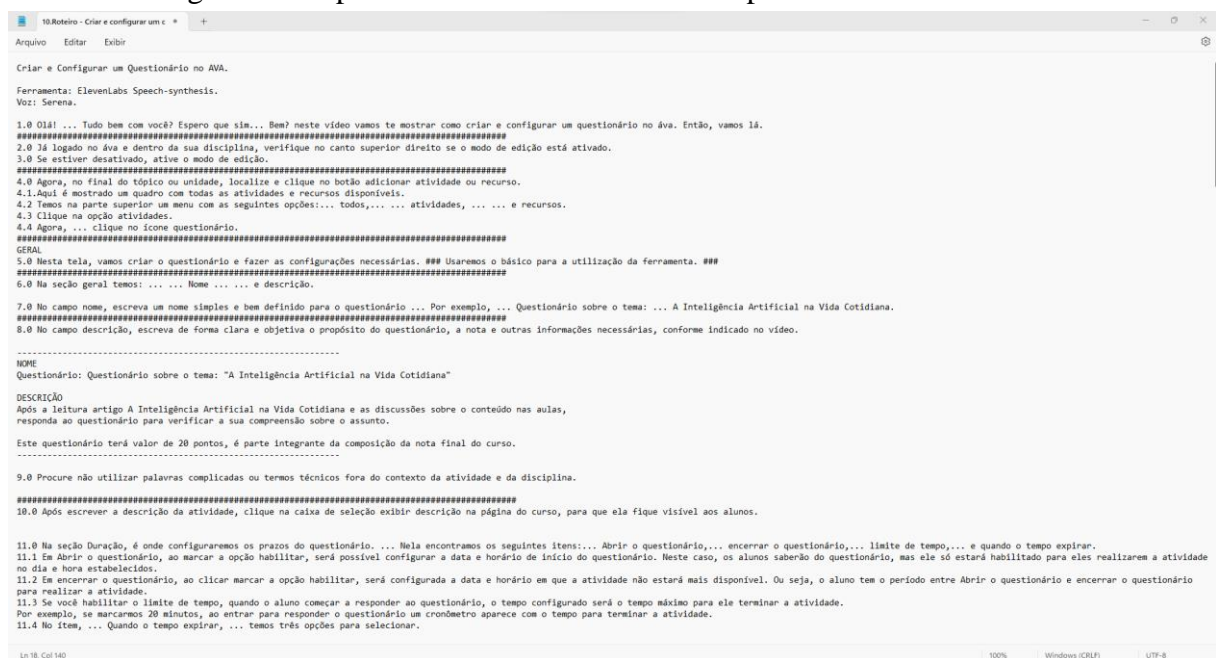 10.Roteiro - Criar e configurar um c
Arquivo Editar Exibir
Criar e Configurar um Questionário no AVA.
Ferramenta: ElevenLabs Speech-synthesis.
Voz: Serena.
1.0 Olá! ... Tudo bem com você? Espero que sim... Bem? neste vídeo vamos te mostrar como criar e configurar um questionário no áva. Então, vamos lá.
####################################################################################################
2.0 Já logado no áva e dentro da sua disciplina, verifique no canto superior direito se o modo de edição está ativado.
3.0 Se estiver desativado, ative o modo de edição.
####################################################################################################
4.0 Agora, no final do tópico ou unidade, localize e clique no botão adicionar atividade ou recurso.
4.1.Aqui é mostrado um quadro com todas as atividades e recursos disponíveis.
4.2 Temos na parte superior um menu com as seguintes opções:... todos,... ... atividades, ... ... e recursos.
4.3 Clique na opção atividades.
4.4 Agora, ... clique no ícone questionário.
####################################################################################################
GERAL
5.0 Nesta tela, vamos criar o questionário e fazer as configurações necessárias. ### Usaremos o básico para a utilização da ferramenta. ###
####################################################################################################
6.0 Na seção geral temos: ... ... Nome ... ... e descrição.
7.0 No campo nome, escreva um nome simples e bem definido para o questionário ... Por exemplo, ... Questionário sobre o tema: ... A Inteligência Artificial na Vida Cotidiana.
####################################################################################################
8.0 No campo descrição, escreva de forma clara e objetiva o propósito do questionário, a nota e outras informações necessárias, conforme indicado no vídeo.
----------------------------------------------------------------
NOME
Questionário: Questionário sobre o tema: "A Inteligência Artificial na Vida Cotidiana"
DESCRIÇÃO
Após a leitura artigo A Inteligência Artificial na Vida Cotidiana e as discussões sobre o conteúdo nas aulas,
responda ao questionário para verificar a sua compreensão sobre o assunto.
Este questionário terá valor de 20 pontos, é parte integrante da composição da nota final do curso.
----------------------------------------------------------------
9.0 Procure não utilizar palavras complicadas ou termos técnicos fora do contexto da atividade e da disciplina.
######################################################################################################
10.0 Após escrever a descrição da atividade, clique na caixa de seleção exibir descrição na página do curso, para que ela fique visível aos alunos.
11.0 Na seção Duração, é onde configuraremos os prazos do questionário. ... Nela encontramos os seguintes itens:... Abrir o questionário,... encerrar o questionário,... limite de tempo,... e quando o tempo expirar.
11.1 Em Abrir o questionário, ao marcar a opção habilitar, será possível configurar a data e horário de início do questionário. Neste caso, os alunos saberão do questionário, mas ele só estará habilitado para eles realizarem a atividade
no dia e hora estabelecidos.
11.2 Em encerrar o questionário, ao clicar marcar a opção habilitar, será configurada a data e horário em que a atividade não estará mais disponível. Ou seja, o aluno tem o período entre Abrir o questionário e encerrar o questionário
para realizar a atividade.
11.3 Se você habilitar o limite de tempo, quando o aluno começar a responder ao questionário, o tempo configurado será o tempo máximo para ele terminar a atividade.
Por exemplo, se marcarmos 20 minutos, ao entrar para responder o questionário um cronômetro aparece com o tempo para terminar a atividade.
11.4 No ítem, ... Quando o tempo expirar, ... temos três opções para selecionar.
Ln 18, Col 140 100% Windows (CRLF) UTF-8